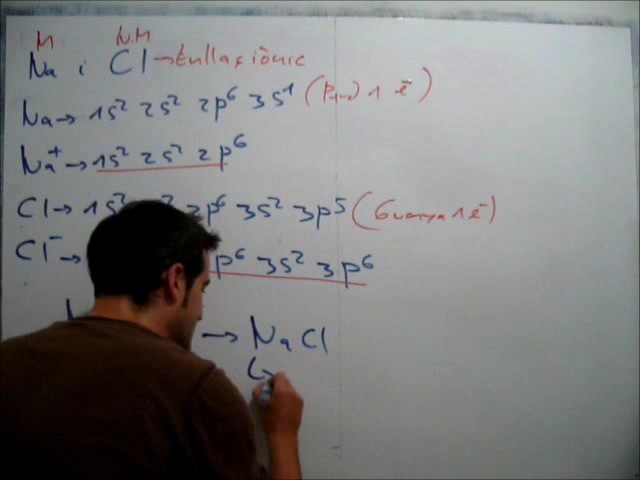 M N.M
Na i Cl → Enllaç iònic
Na → 1s² 2s² 2p⁶ 3s¹ (Perd 1 e⁻)
Na⁺ → 1s² 2s² 2p⁶
Cl → 1s² 2p⁶ 3s² 3p⁵ (Guanya 1 e⁻)
Cl⁻ → p⁶ 3s² 3p⁶
→ NaCl